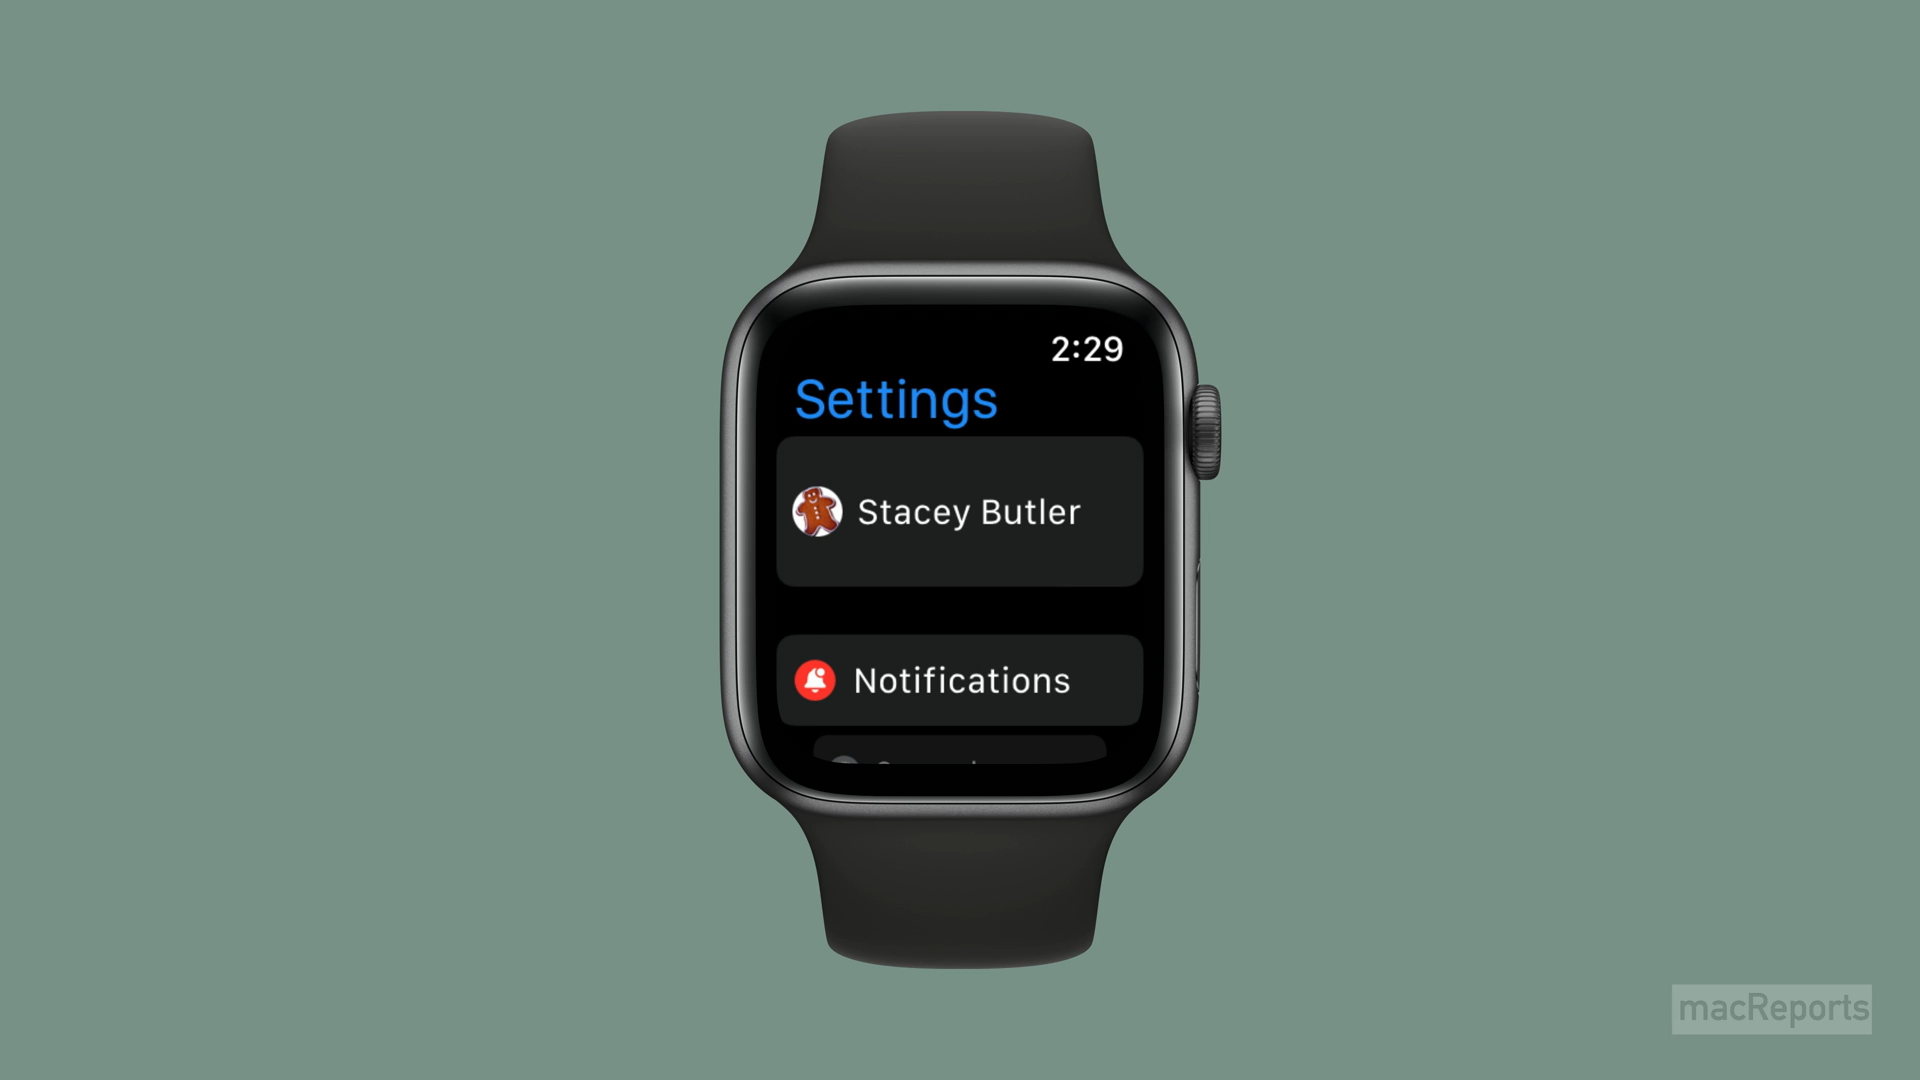 2:29
Settings
Stacey Butler
Notifications
macReports